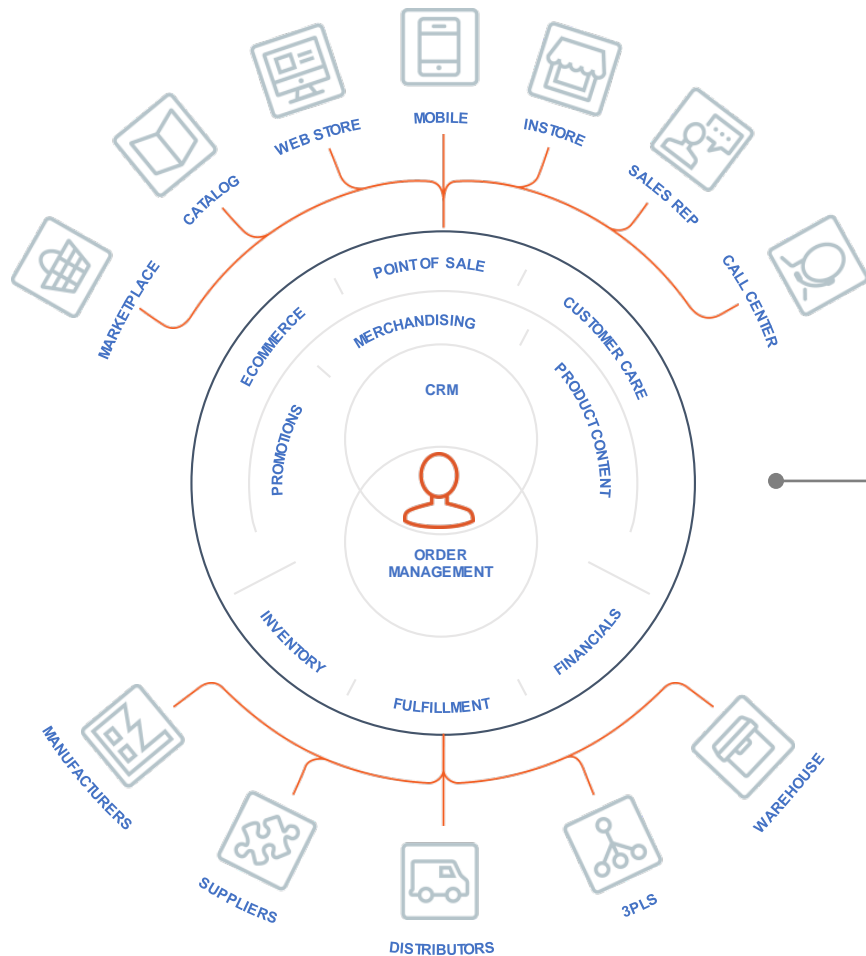 MOBILE
WEB STORE
INSTORE
CATALOG
SALES REP
MARKETPLACE
CALL CENTER
POINT OF SALE
ECOMMERCE
CUSTOMER CARE
MERCHANDISING
PROMOTIONS
PRODUCT CONTENT
CRM
ORDER
MANAGEMENT
INVENTORY
FINANCIALS
FULFILLMENT
MANUFACTURERS
WAREHOUSE
SUPPLIERS
3PLS
DISTRIBUTORS